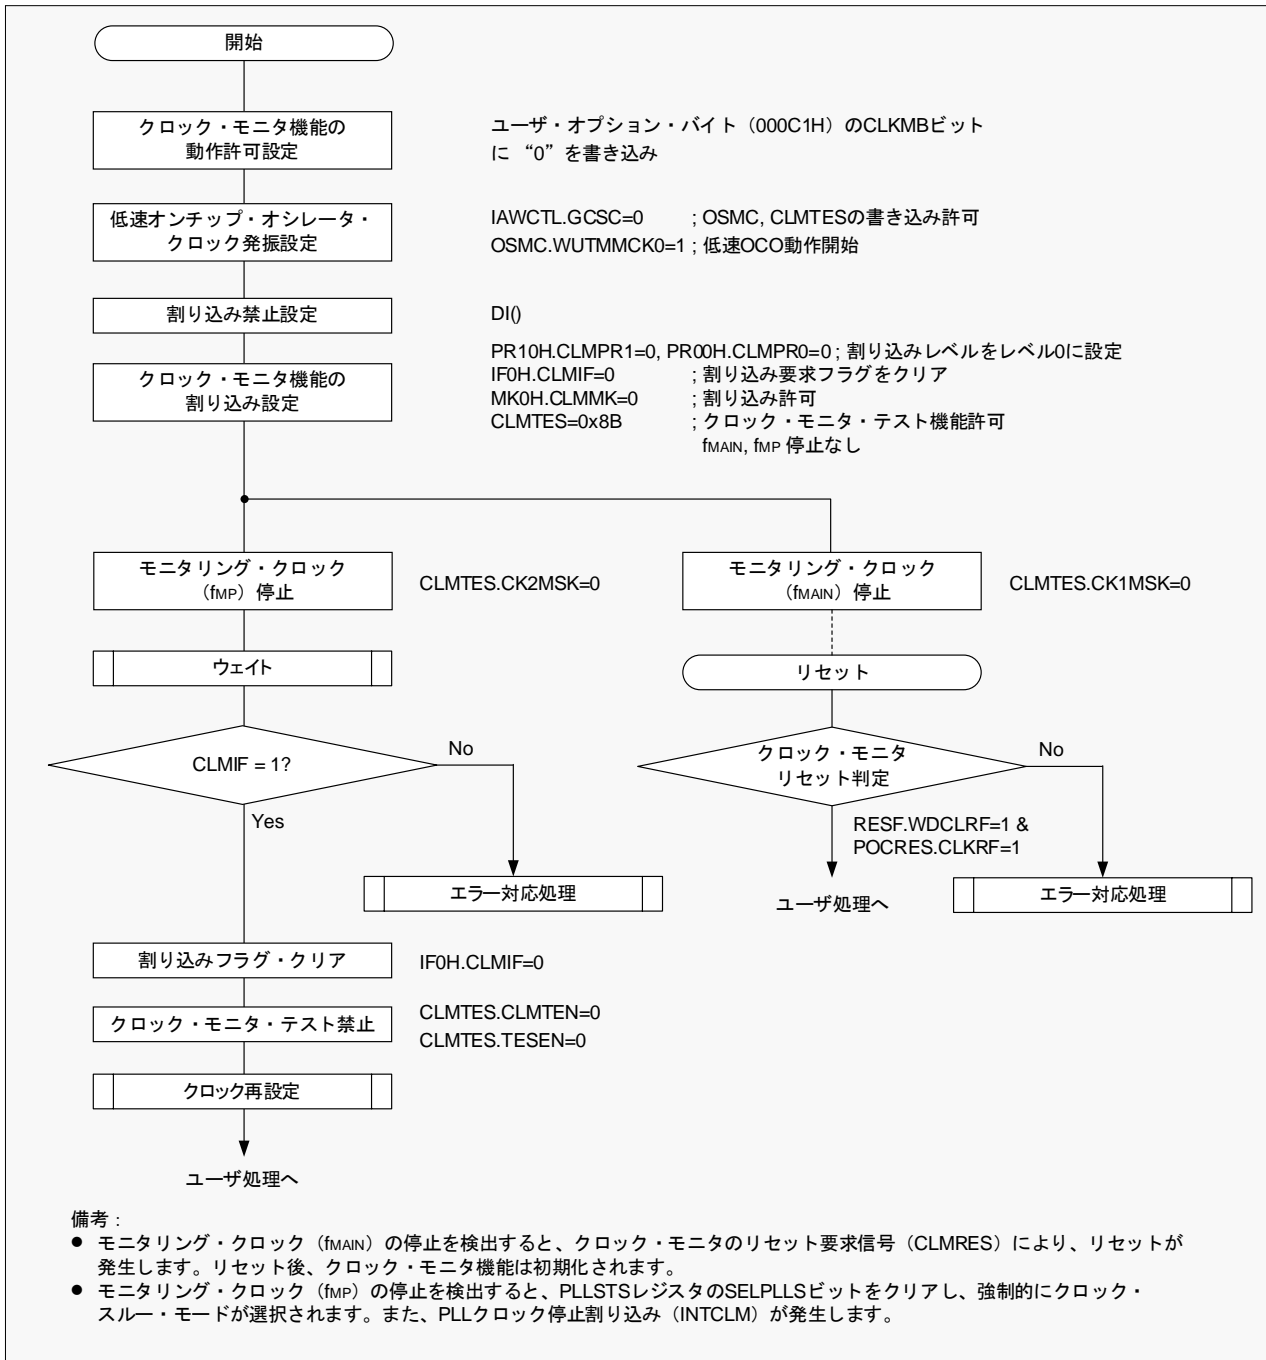 開始
クロック・モニタ機能の
動作許可設定
ユーザ・オプション・バイト（000C1H）のCLKMBビット
に “0”を書き込み
低速オンチップ・オシレータ・
クロック発振設定
IAWCTL.GCSC=0 ; OSMC, CLMTESの書き込み許可
OSMC.WUTMMCK0=1 ; 低速OCO動作開始
割り込み禁止設定
DI()
クロック・モニタ機能の
割り込み設定
PR10H.CLMPR1=0, PR00H.CLMPR0=0 ; 割り込みレベルをレベル0に設定
IF0H.CLMIF=0 ; 割り込み要求フラグをクリア
MK0H.CLMMK=0 ; 割り込み許可
CLMTES=0x8B ; クロック・モニタ・テスト機能許可
fMAIN, fMP 停止なし
モニタリング・クロック
（fMP）停止
CLMTES.CK2MSK=0
ウェイト
CLMIF = 1?
No
Yes
エラー対応処理
割り込みフラグ・クリア
IF0H.CLMIF=0
クロック・モニタ・テスト禁止
CLMTES.CLMTEN=0
CLMTES.TESEN=0
クロック再設定
ユーザ処理へ
モニタリング・クロック
（fMAIN）停止
CLMTES.CK1MSK=0
リセット
クロック・モニタ
リセット判定
No
RESF.WDCLRF=1 &
POCRES.CLKRF=1
ユーザ処理へ
エラー対応処理
備考：
● モニタリング・クロック（fMAIN）の停止を検出すると、クロック・モニタのリセット要求信号（CLMRES）により、リセットが
発生します。リセット後、クロック・モニタ機能は初期化されます。
● モニタリング・クロック（fMP）の停止を検出すると、PLLSTSレジスタのSELPLLSビットをクリアし、強制的にクロック・
スルー・モードが選択されます。また、PLLクロック停止割り込み（INTCLM）が発生します。